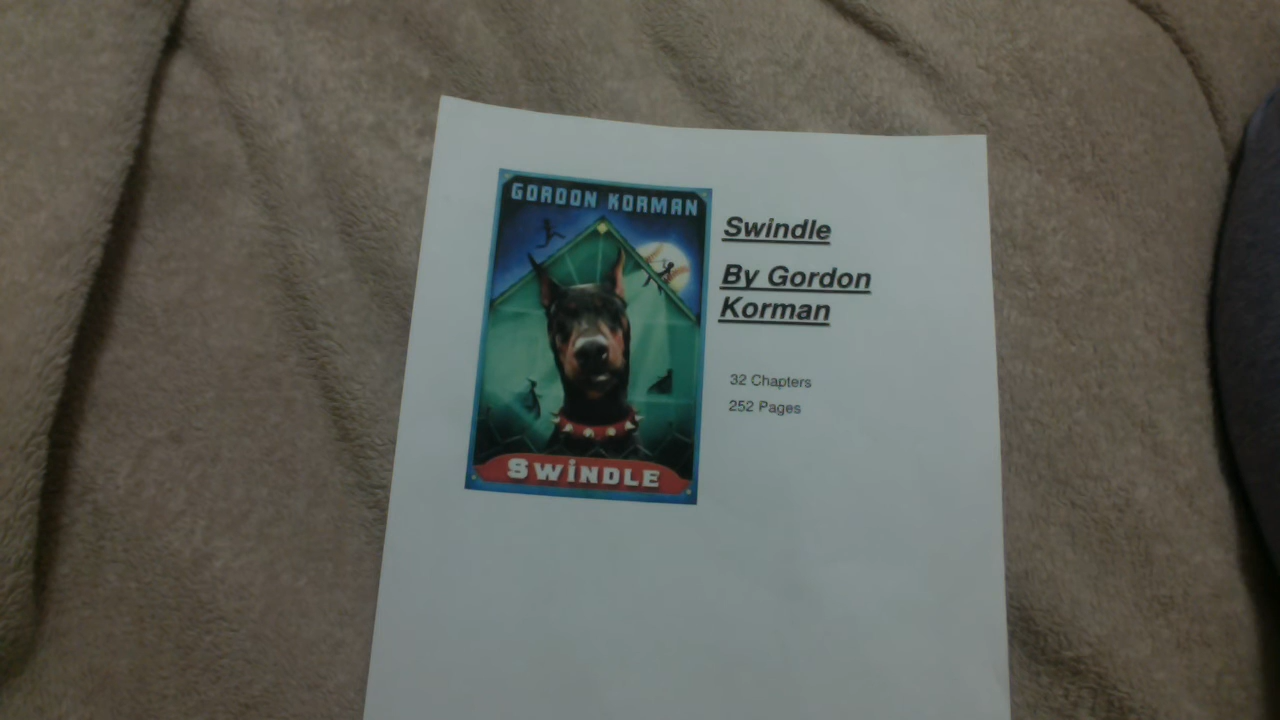 GORDON KORMAN
SWINDLE
Swindle
By Gordon
Korman
32 Chapters
252 Pages